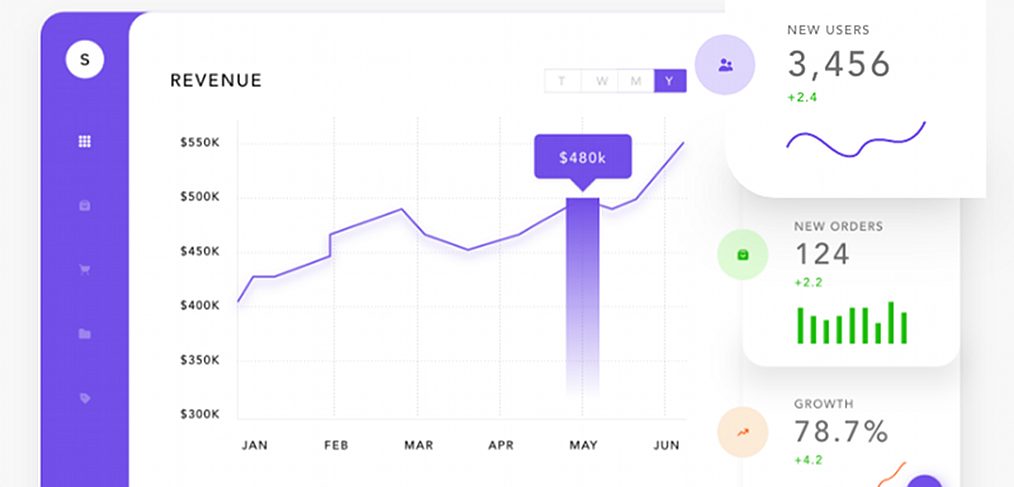 S
REVENUE
T W M Y
$550K
$500K
$450K
$400K
$350K
$300K
$480k
JAN FEB MAR APR MAY JUN
NEW USERS
3,456
+2.4
NEW ORDERS
124
+2.2
GROWTH
78.7%
+4.2